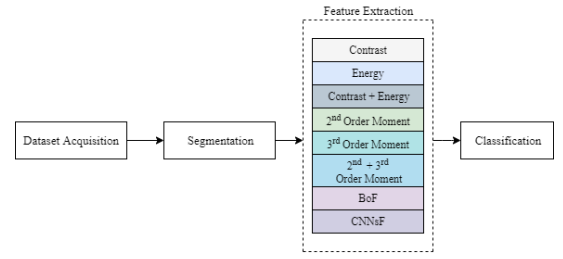 Feature Extraction
Contrast
Energy
Contrast + Energy
2nd Order Moment
3rd Order Moment
2nd + 3rd
Order Moment
BoF
CNNsF
Dataset Acquisition
Segmentation
Classification